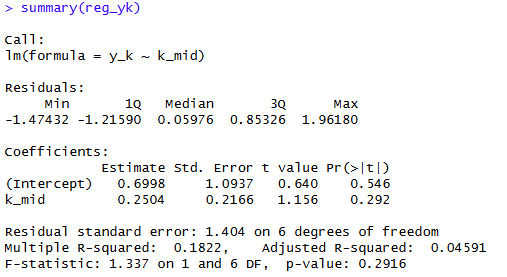 > summary(reg_yk)

Call:
lm(formula = y_k ~ k_mid)

Residuals:
     Min       1Q   Median       3Q      Max
-1.47432 -1.21590  0.05976  0.85326  1.96180

Coefficients:
            Estimate Std. Error t value Pr(>|t|)
(Intercept)   0.6998     1.0937   0.640    0.546
k_mid         0.2504     0.2166   1.156    0.292

Residual standard error: 1.404 on 6 degrees of freedom
Multiple R-squared:  0.1822,    Adjusted R-squared:  0.04591
F-statistic: 1.337 on 1 and 6 DF,  p-value: 0.2916